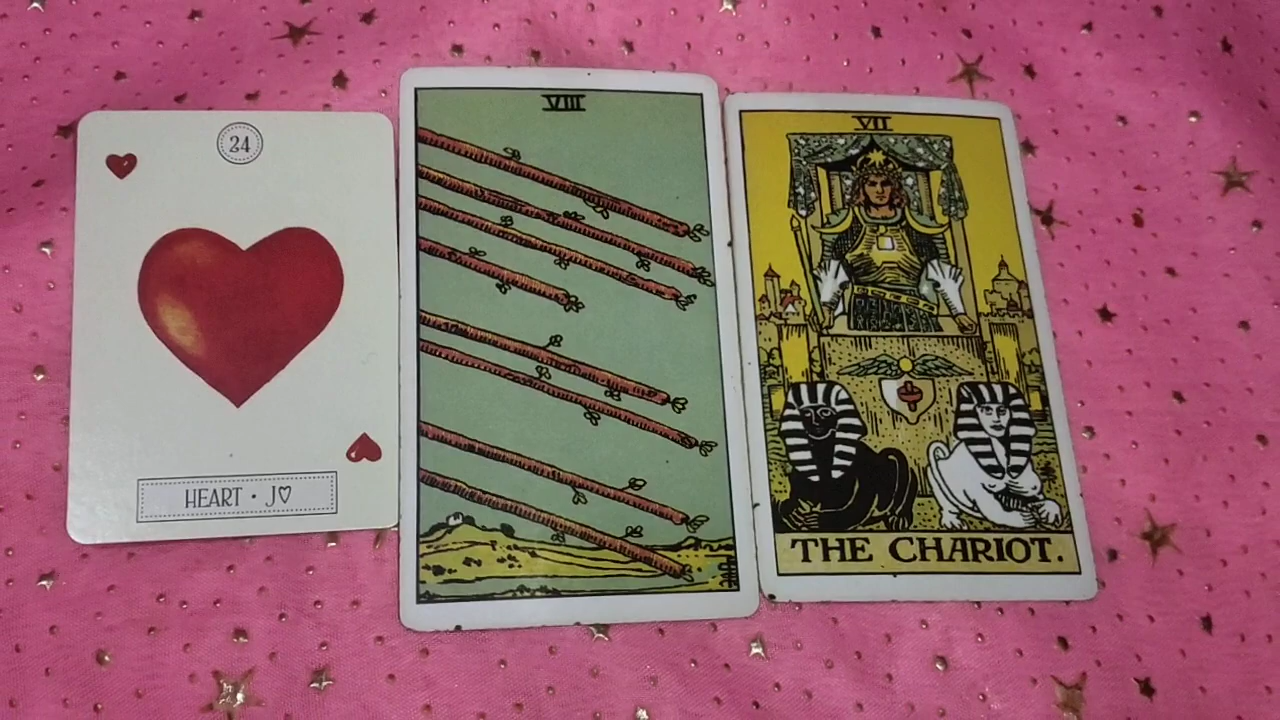 24
HEART • J♡
VIII
VII
THE CHARIOT.